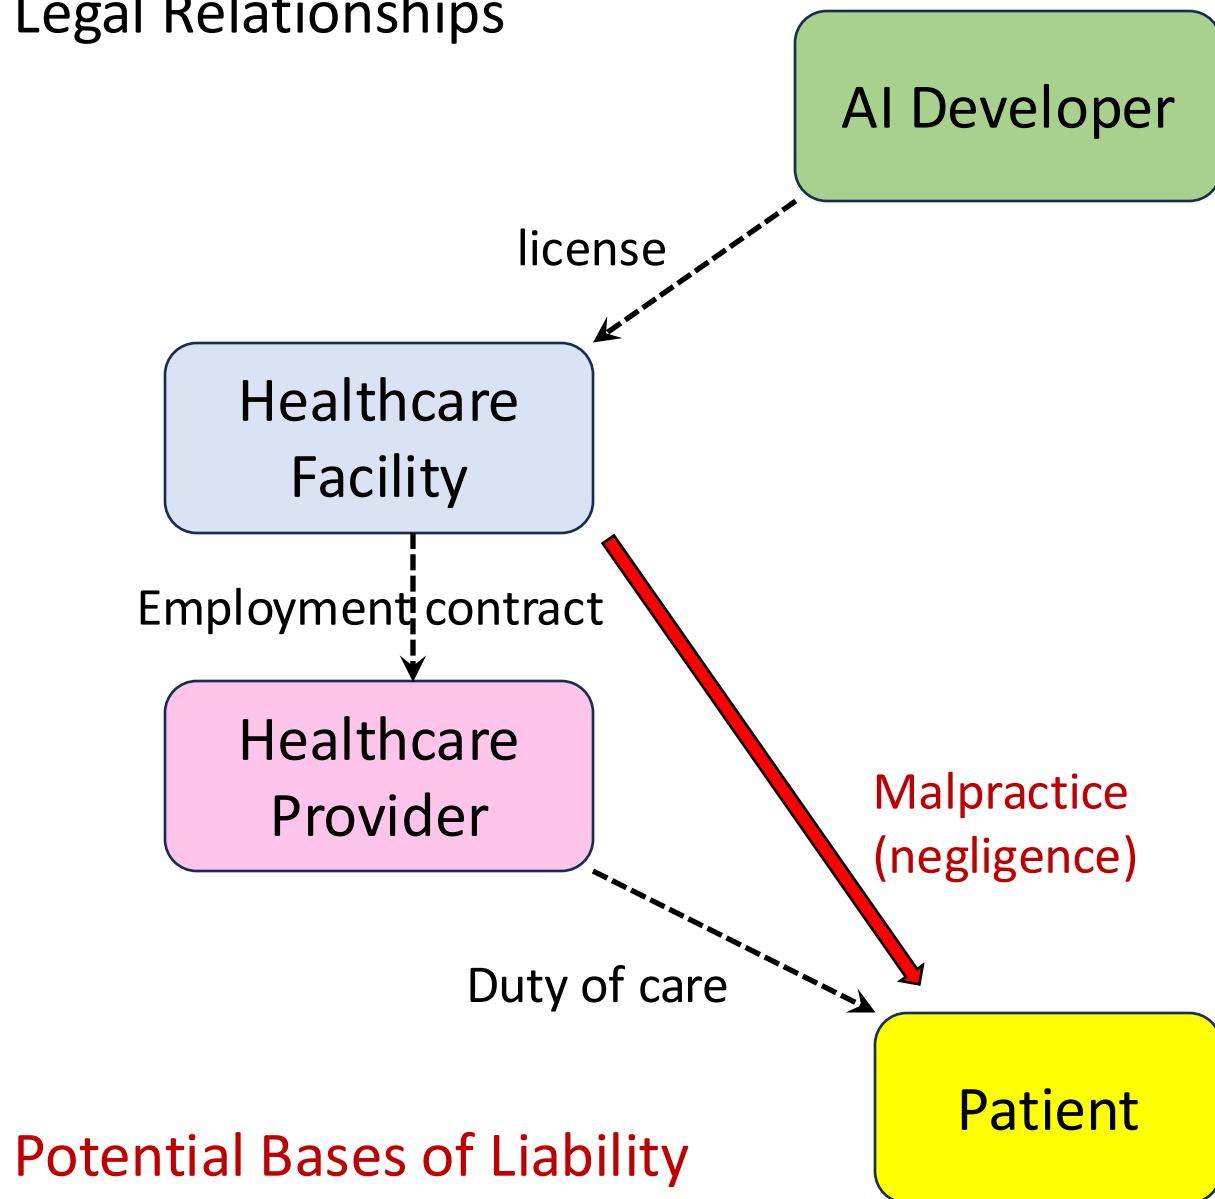 Legal Relationships
AI Developer
license
Healthcare
Facility
Employment contract
Healthcare
Provider
Malpractice
(negligence)
Duty of care
Patient
Potential Bases of Liability